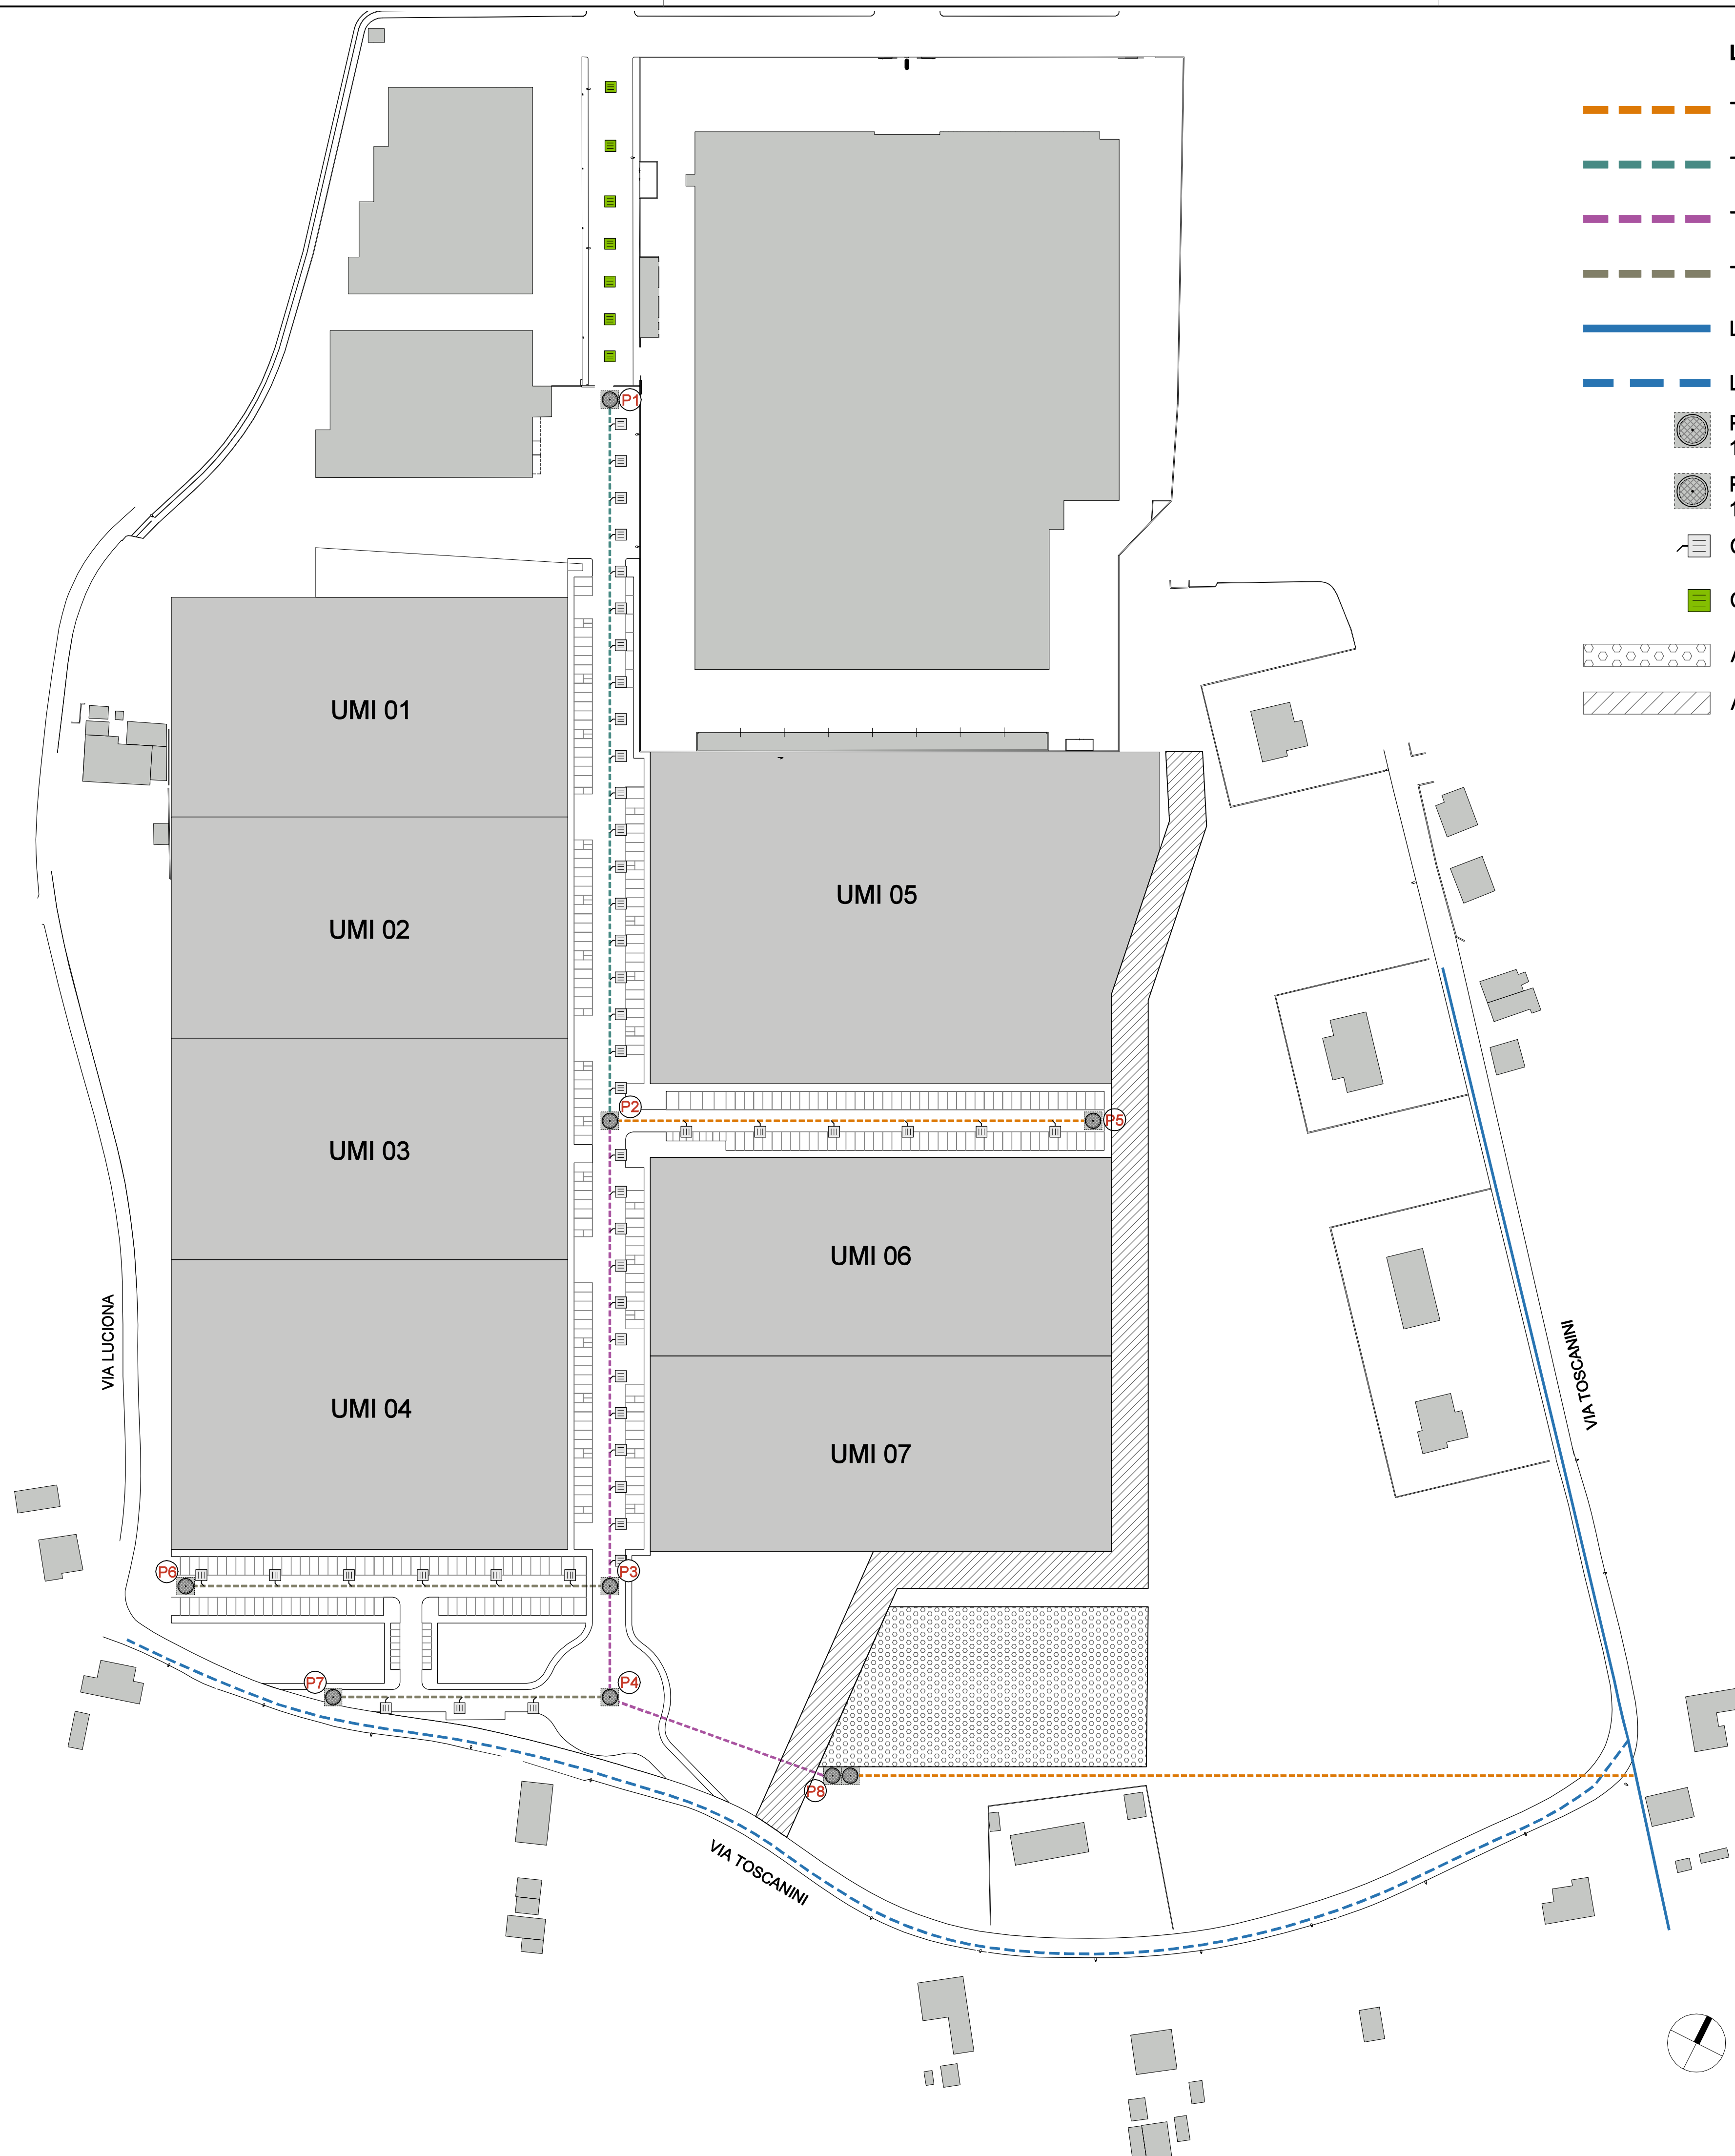 P1
UMI 01
UMI 05
UMI 02
P2
P5
UMI 03
UMI 06
VIA LUCIONA
VIA TOSCANINI
UMI 04
UMI 07
P6
P3
P7
P4
P8
VIA TOSCANINI